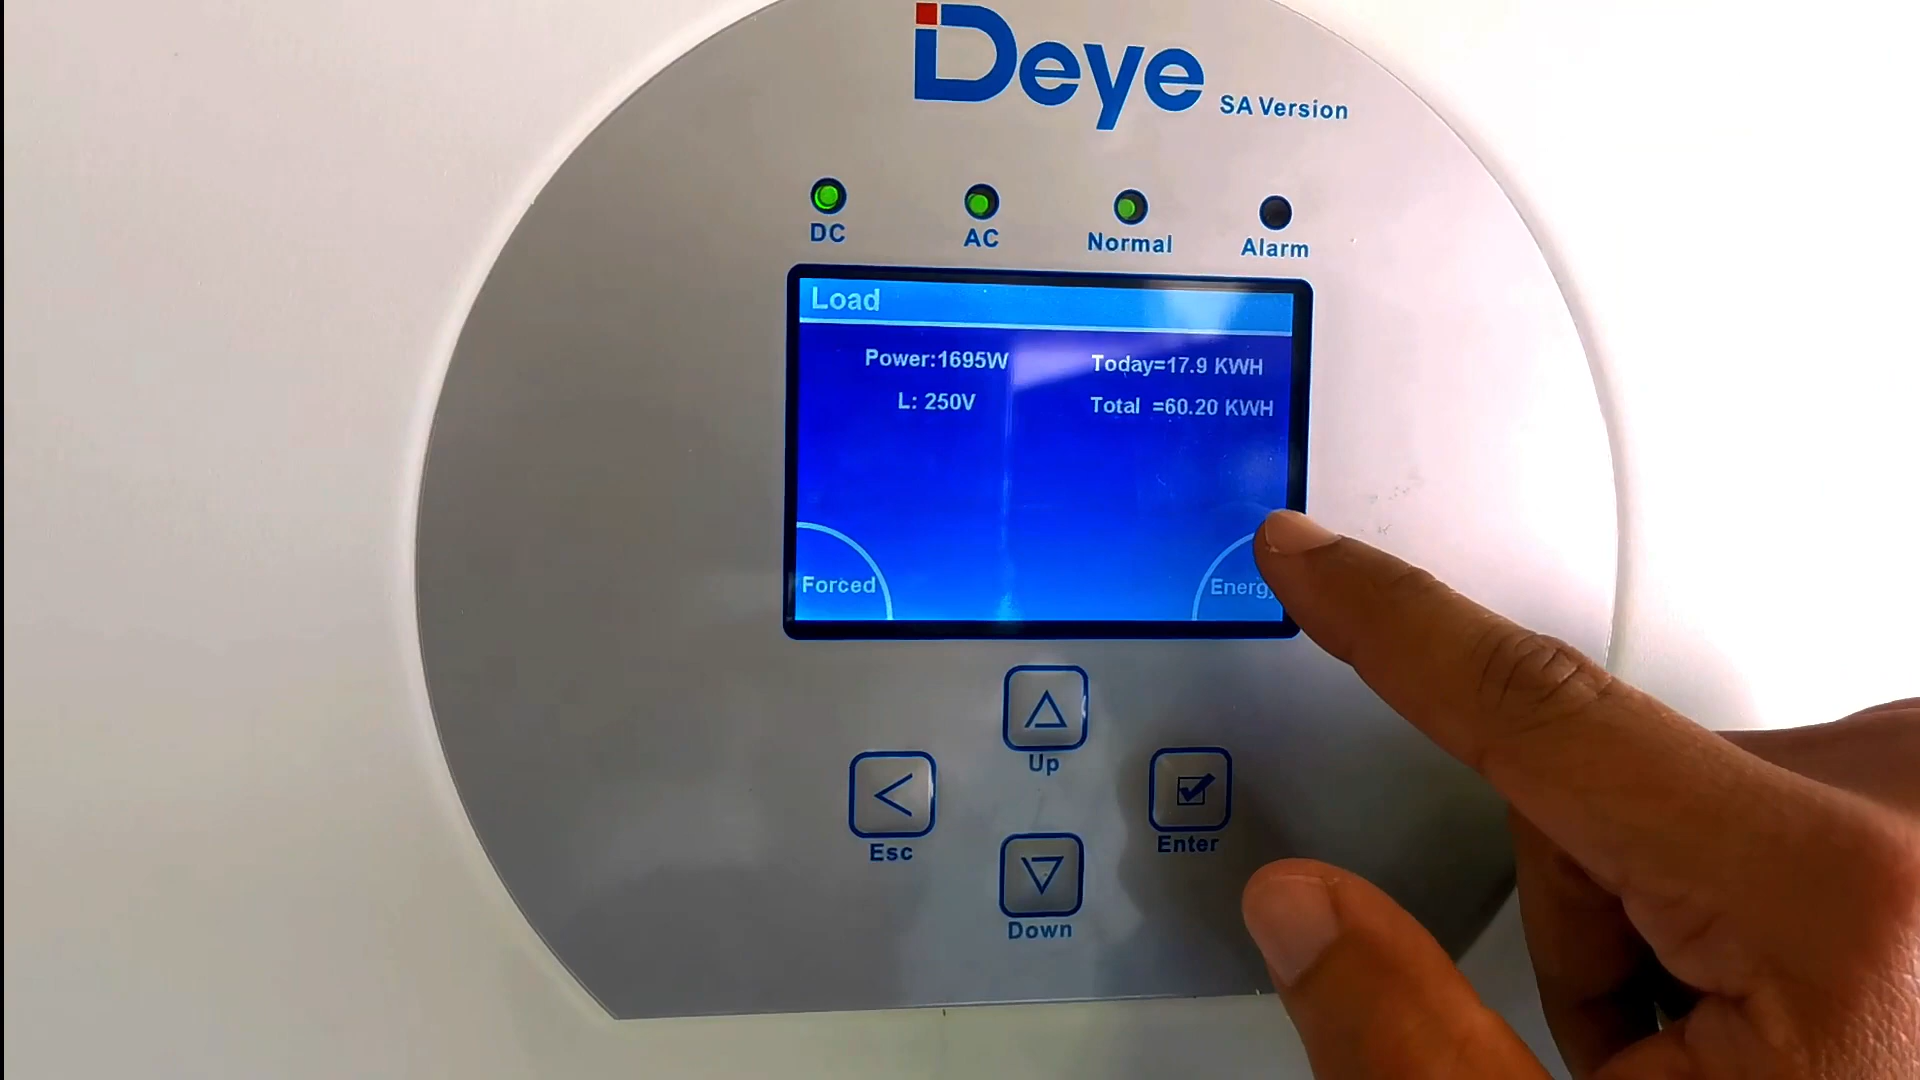 Deye SA Version
DC AC Normal Alarm
Load
Power:1695W Today=17.9 KWH
L: 250V Total =60.20 KWH
Forced Energy
Up
Esc Enter
Down